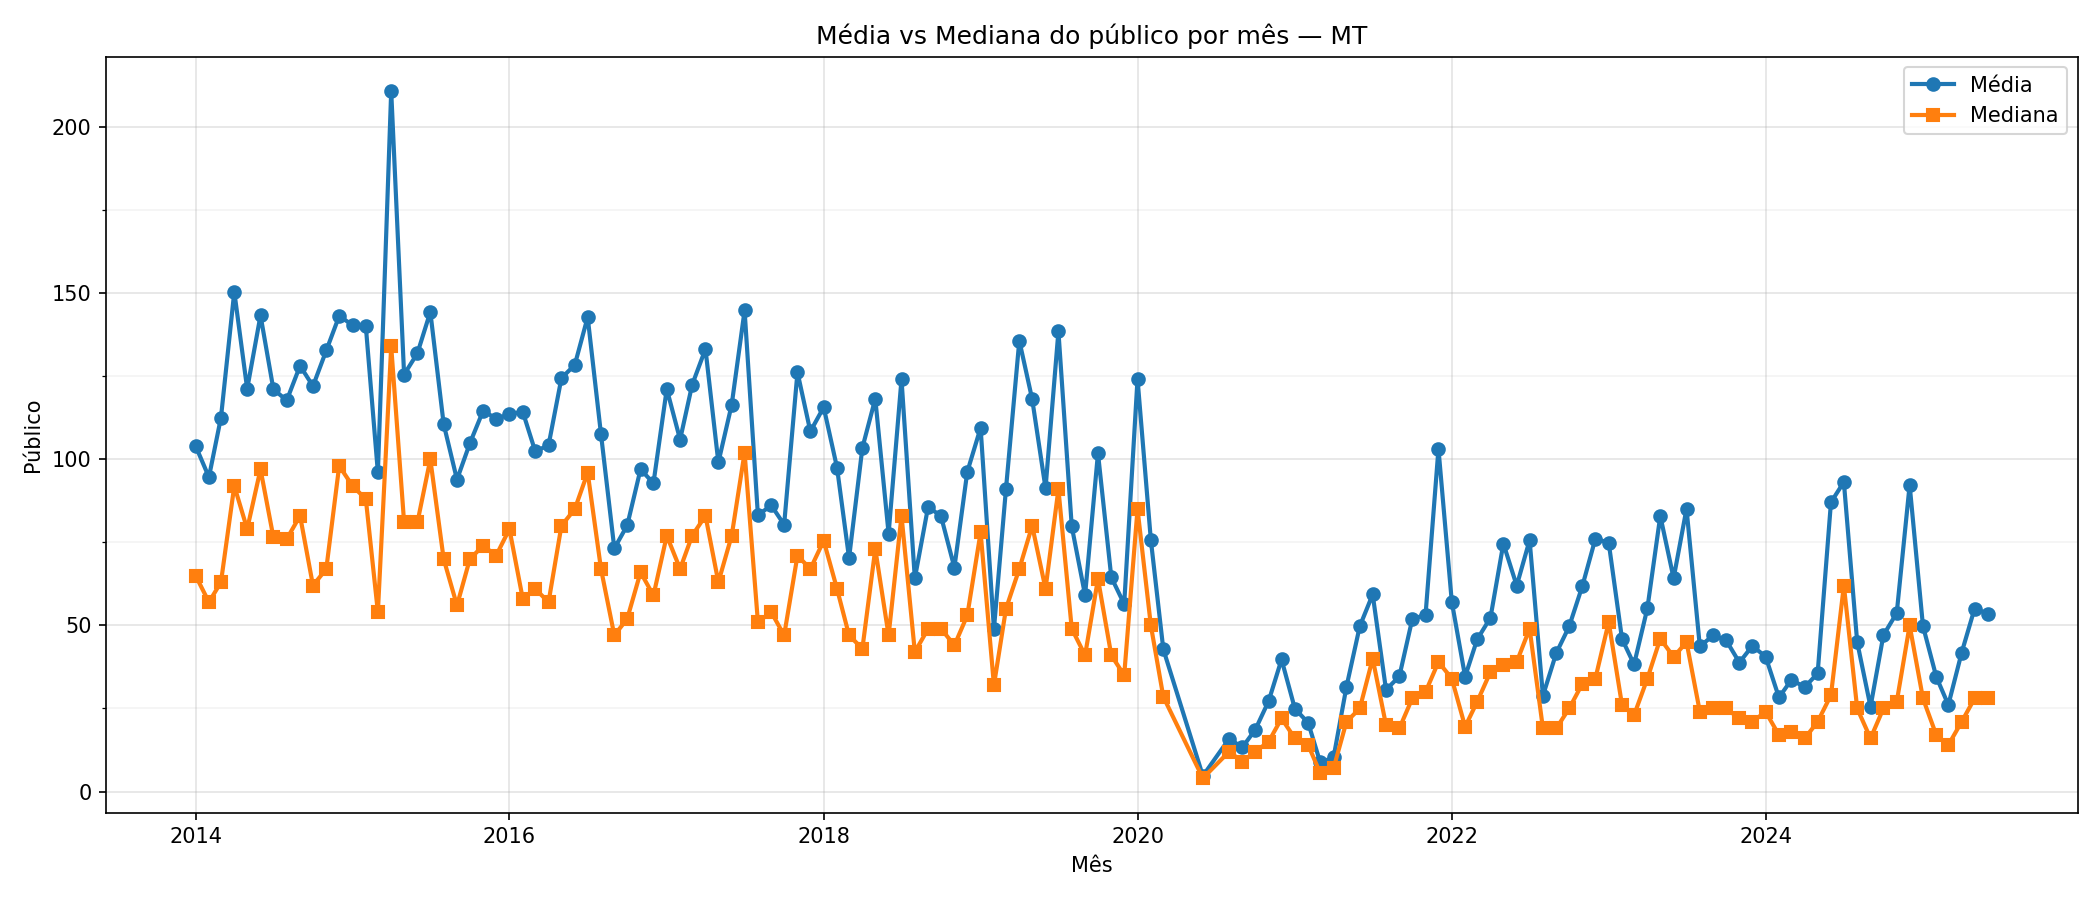 Média vs Mediana do público por mês — MT
Média
Mediana
Público
200
150
100
50
0
2014 2016 2018 2020 2022 2024
Mês